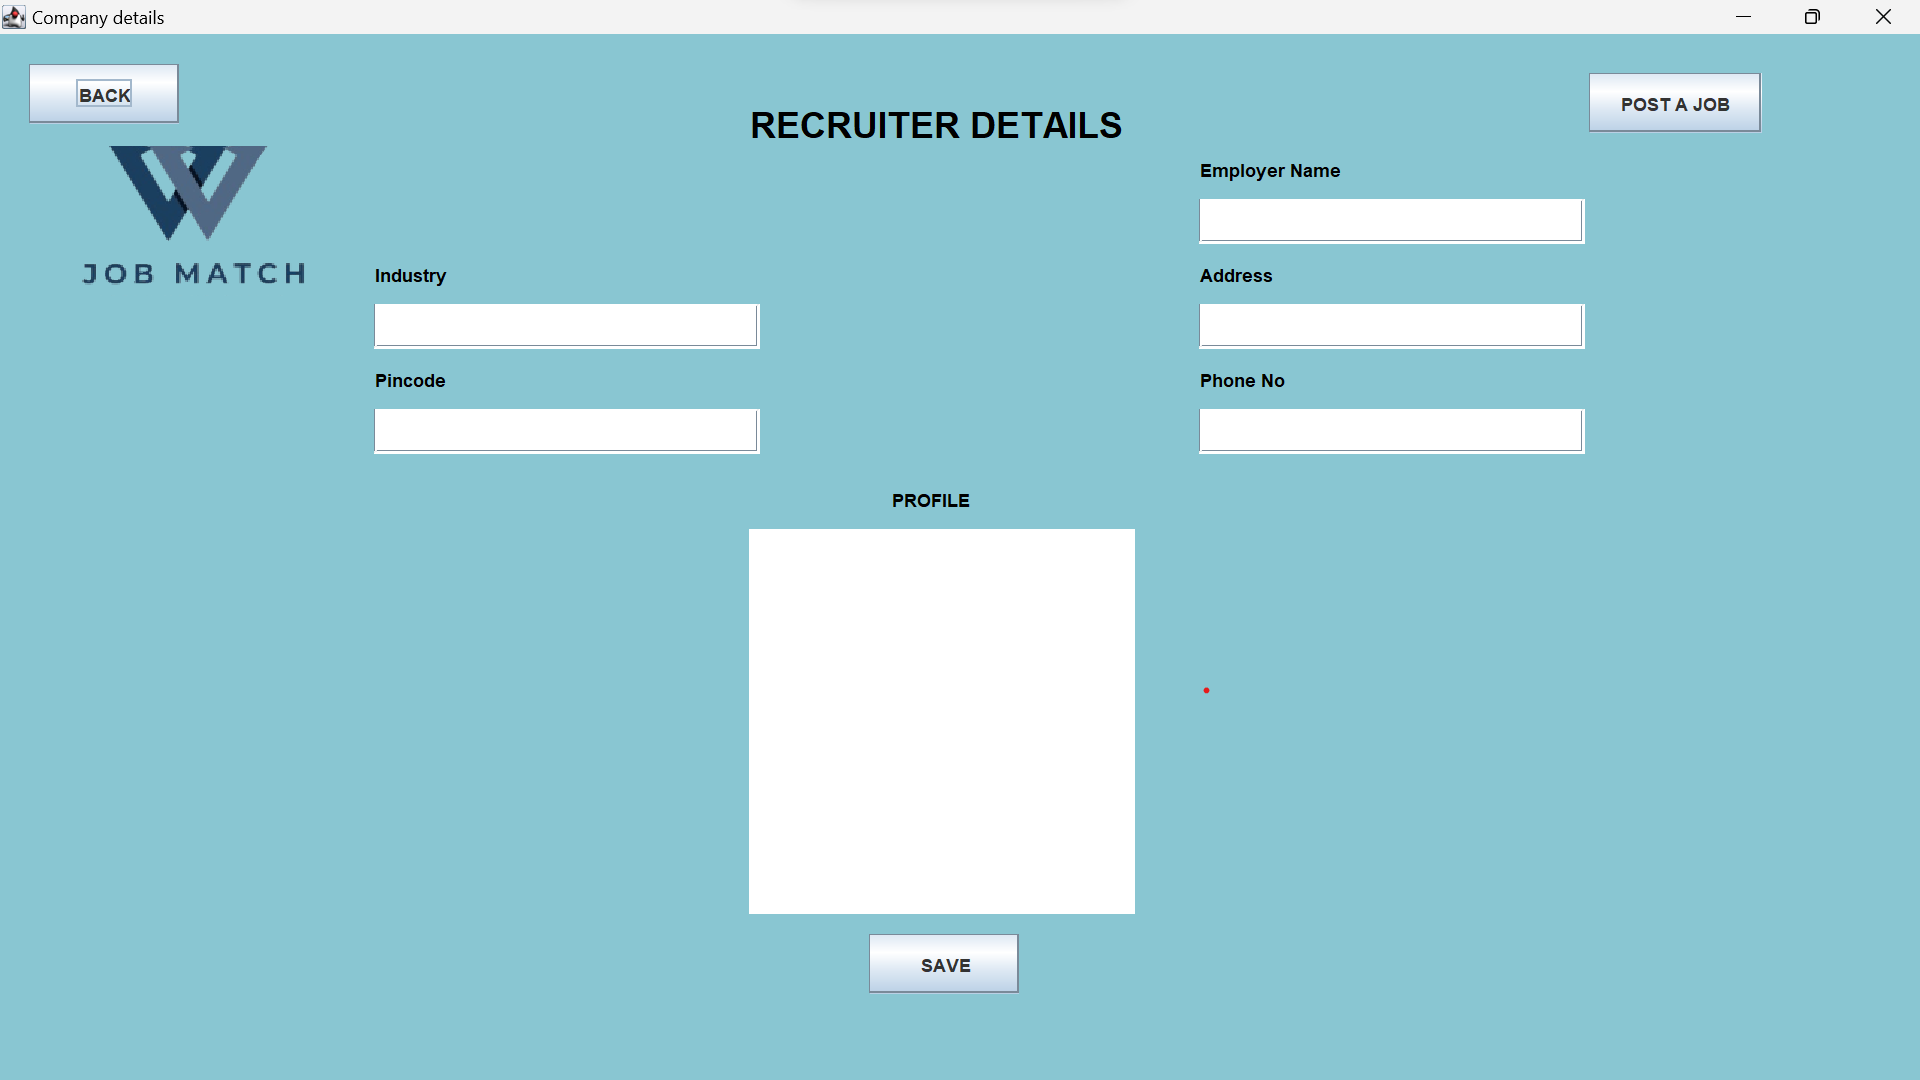 Company details
BACK
POST A JOB
RECRUITER DETAILS
JOB MATCH
Employer Name
Industry
Address
Pincode
Phone No
PROFILE
SAVE